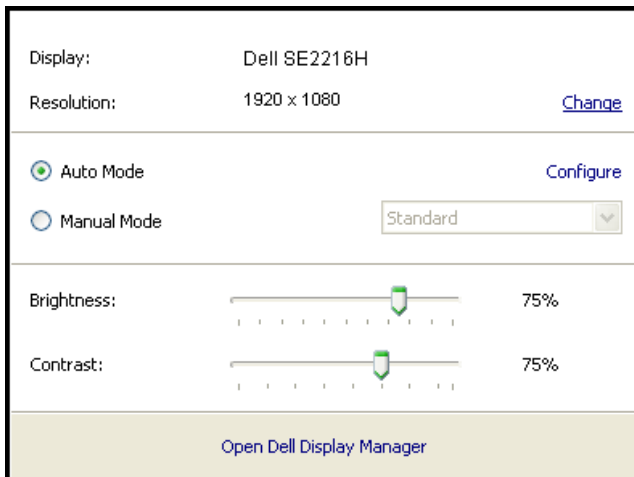 Display: Dell SE2216H
Resolution: 1920 x 1080 Change
Auto Mode Configure
Manual Mode Standard
Brightness: 75%
Contrast: 75%
Open Dell Display Manager